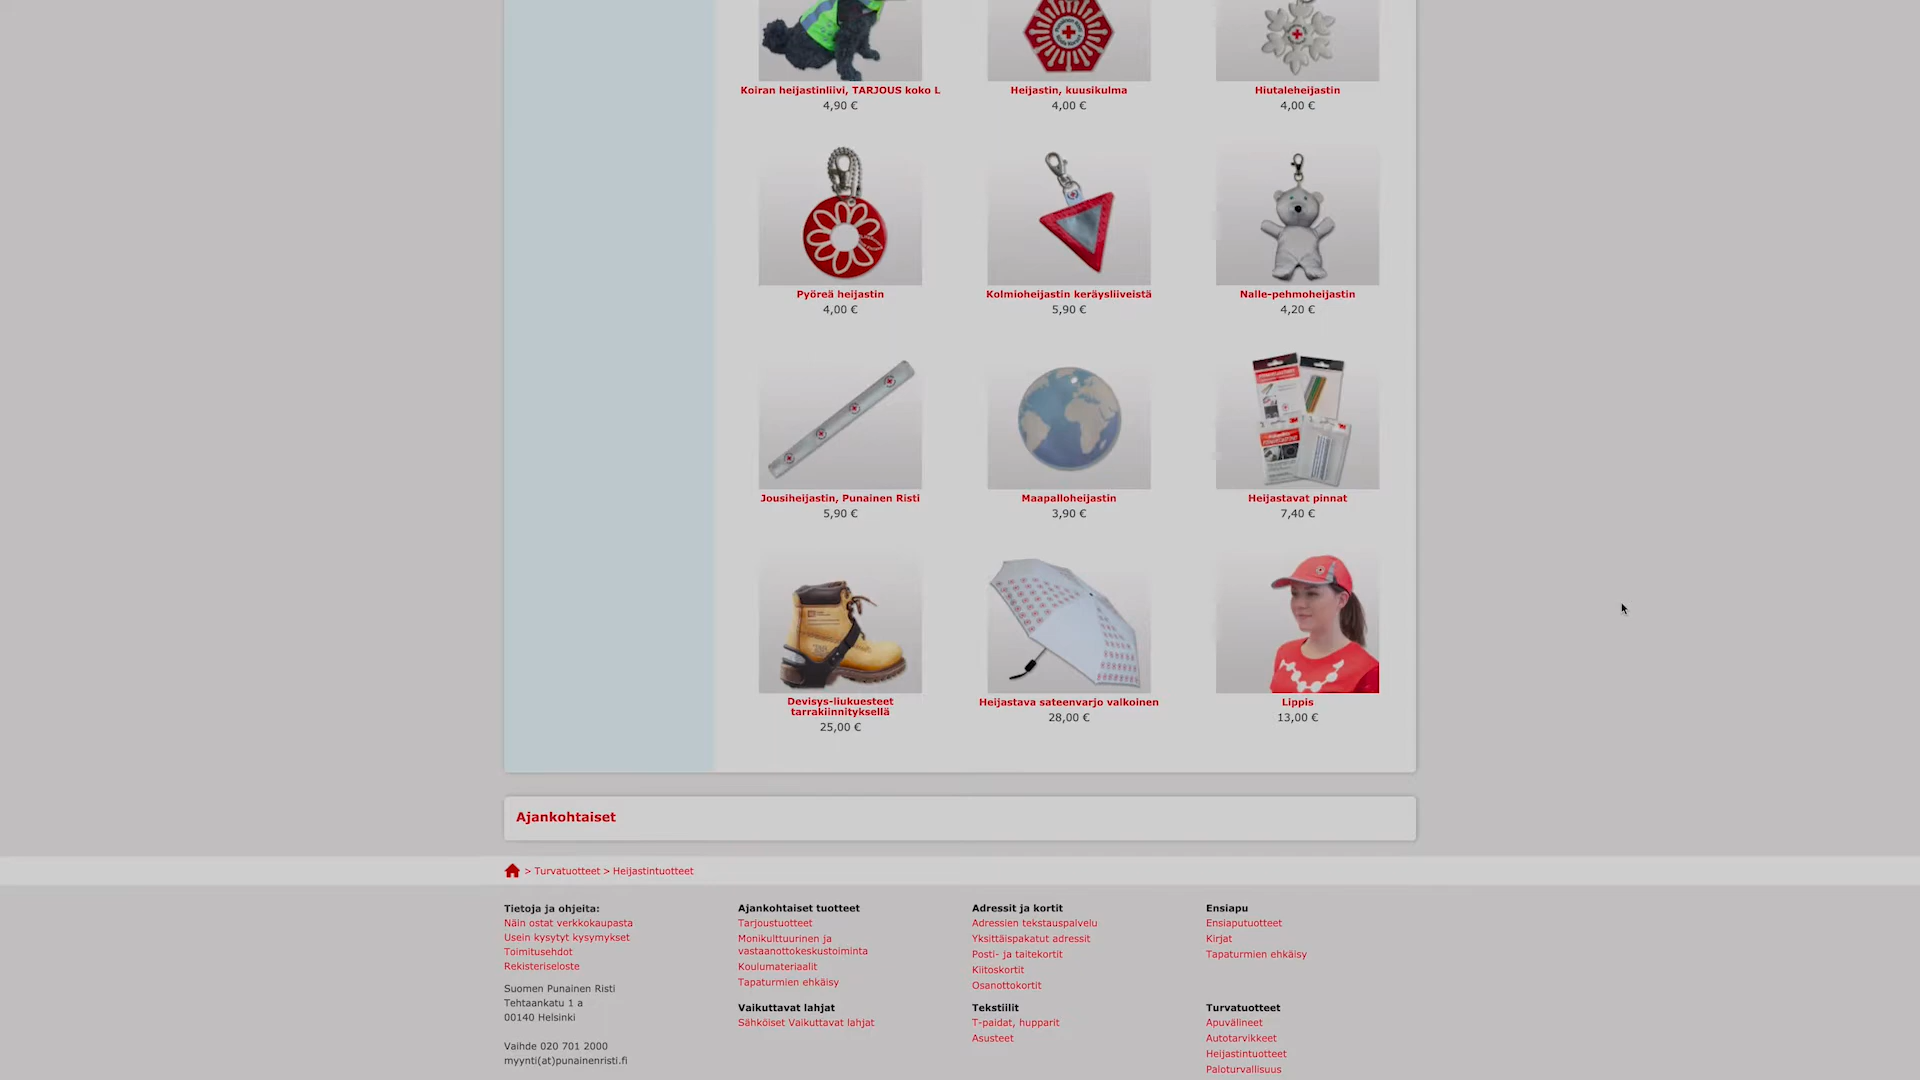 Koiran heijastinliivi, TARJOUS koko L
4,90 €
Heijastin, kuusikulma
4,00 €
Hiutaleheijastin
4,00 €
Pyöreä heijastin
4,00 €
Kolmioheijastin keräysliiveistä
5,90 €
Nalle-pehmoheijastin
4,20 €
Jousiheijastin, Punainen Risti
5,90 €
Maapalloheijastin
3,90 €
Heijastavat pinnat
7,40 €
Devisys-liukuesteet
tarrakiinnityksellä
25,00 €
Heijastava sateenvarjo valkoinen
28,00 €
Lippis
13,00 €
Ajankohtaiset
> Turvatuotteet > Heijastintuotteet
Tietoja ja ohjeita:
Näin ostat verkkokaupasta
Usein kysytyt kysymykset
Toimitusehdot
Rekisteriseloste
Suomen Punainen Risti
Tehtaankatu 1 a
00140 Helsinki
Vaihde 020 701 2000
myynti(at)punainenristi.fi
Ajankohtaiset tuotteet
Tarjoustuotteet
Monikulttuurinen ja
vastaanottokeskustoiminta
Koulumateriaalit
Tapaturmien ehkäisy
Vaikuttavat lahjat
Sähköiset Vaikuttavat lahjat
Adressit ja kortit
Adressien tekstauspalvelu
Yksittäispakatut adressit
Posti- ja taitekortit
Kiitoskortit
Osanottokortit
Tekstiilit
T-paidat, hupparit
Asusteet
Ensiapu
Ensiaputuotteet
Kirjat
Tapaturmien ehkäisy
Turvatuotteet
Apuvälineet
Autotarvikkeet
Heijastintuotteet
Paloturvallisuus